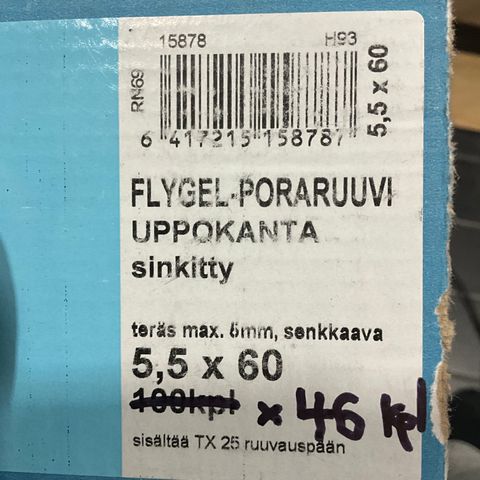 15878 H93
RN69
5,5 x 60
6 417215 158787
FLYGEL-PORARUUVI
UPPOKANTA
sinkitty
teräs max. 5mm, senkkaava
5,5 x 60
100kpl x 46 kpl
sisältää TX 25 ruuvauspään